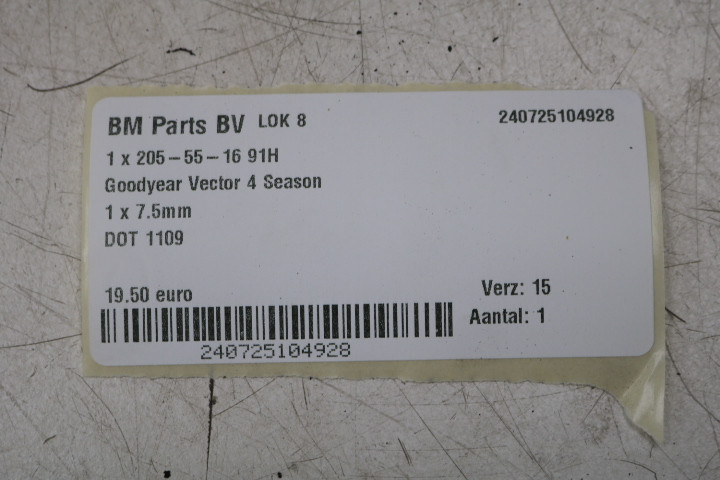 BM Parts BV LOK 8 240725104928
1 x 205-55-16 91H
Goodyear Vector 4 Season
1 x 7.5mm
DOT 1109
19.50 euro Verz: 15
Aantal: 1
240725104928